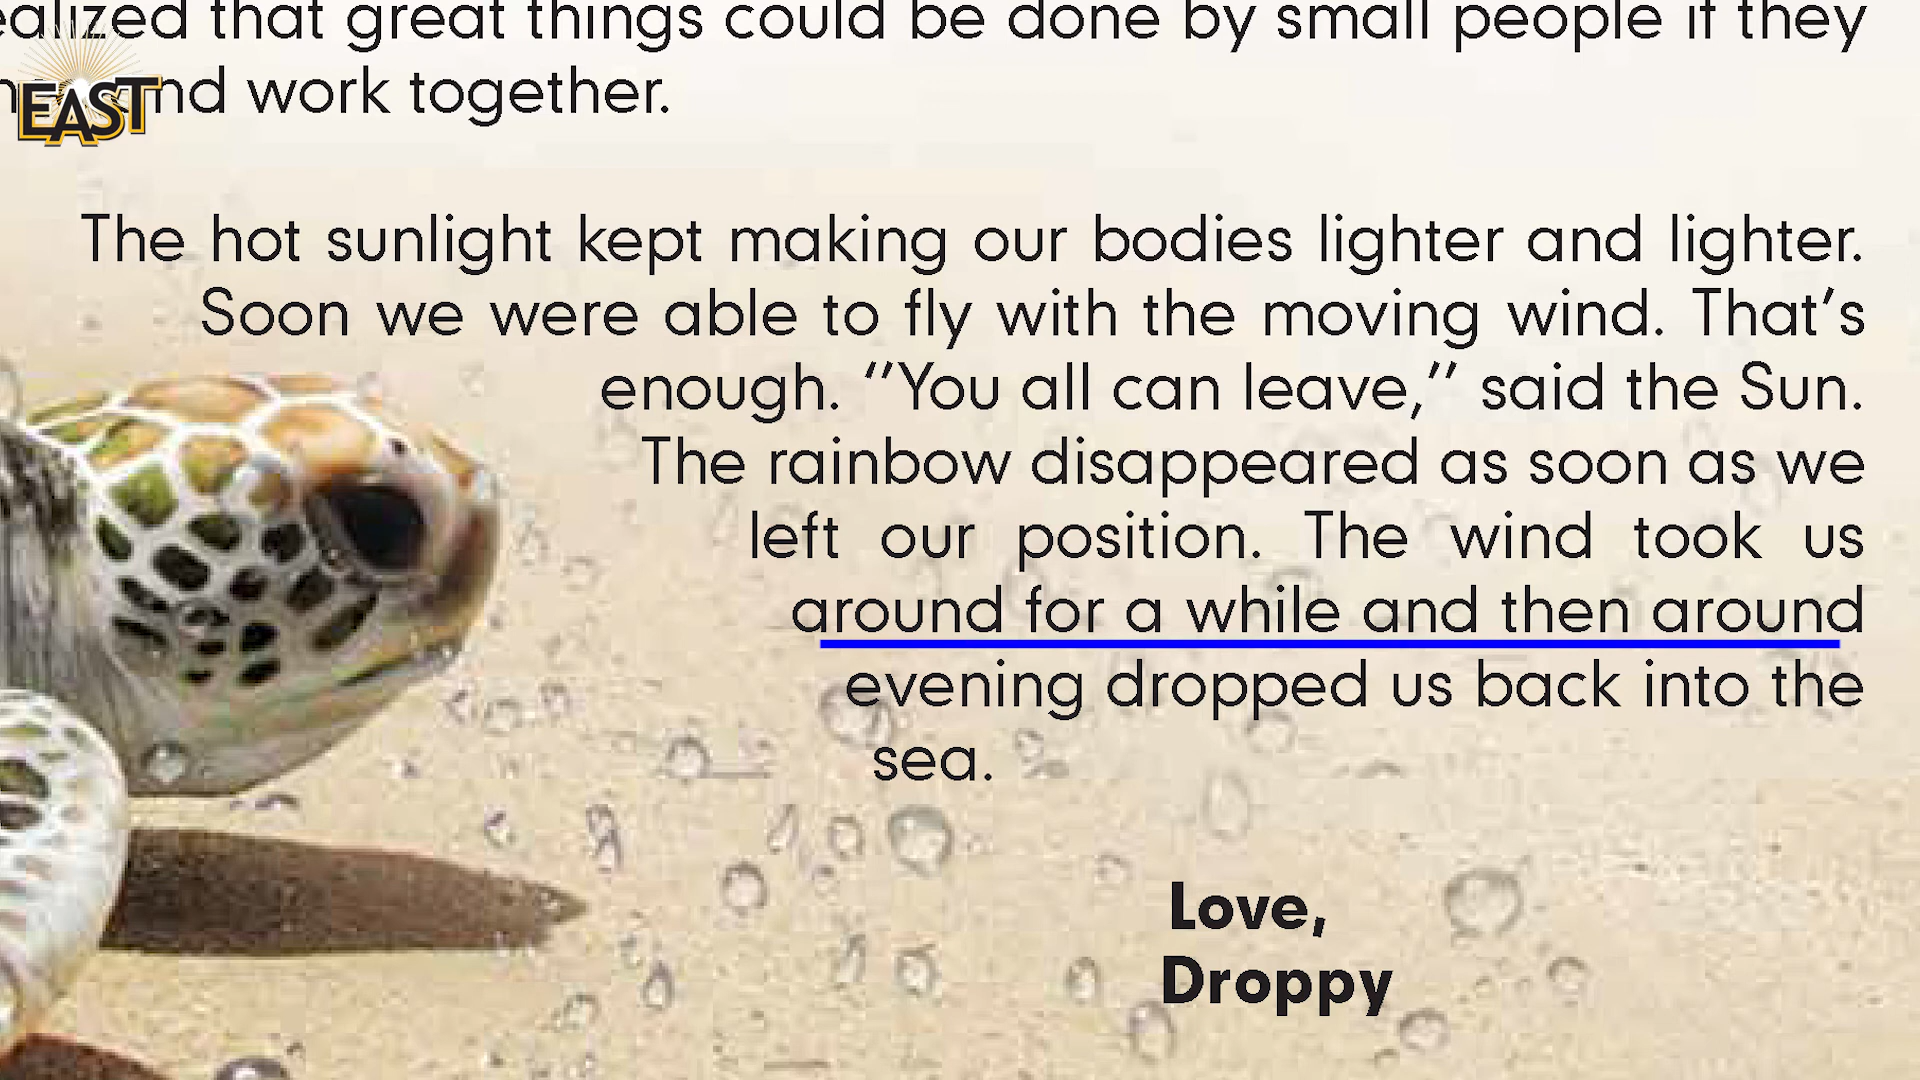 ealized that great things could be done by small people if they
EAST
nd work together.
The hot sunlight kept making our bodies lighter and lighter.
Soon we were able to fly with the moving wind. That's
enough. "You all can leave," said the Sun.
The rainbow disappeared as soon as we
left our position. The wind took us
around for a while and then around
evening dropped us back into the
sea.
Love,
Droppy